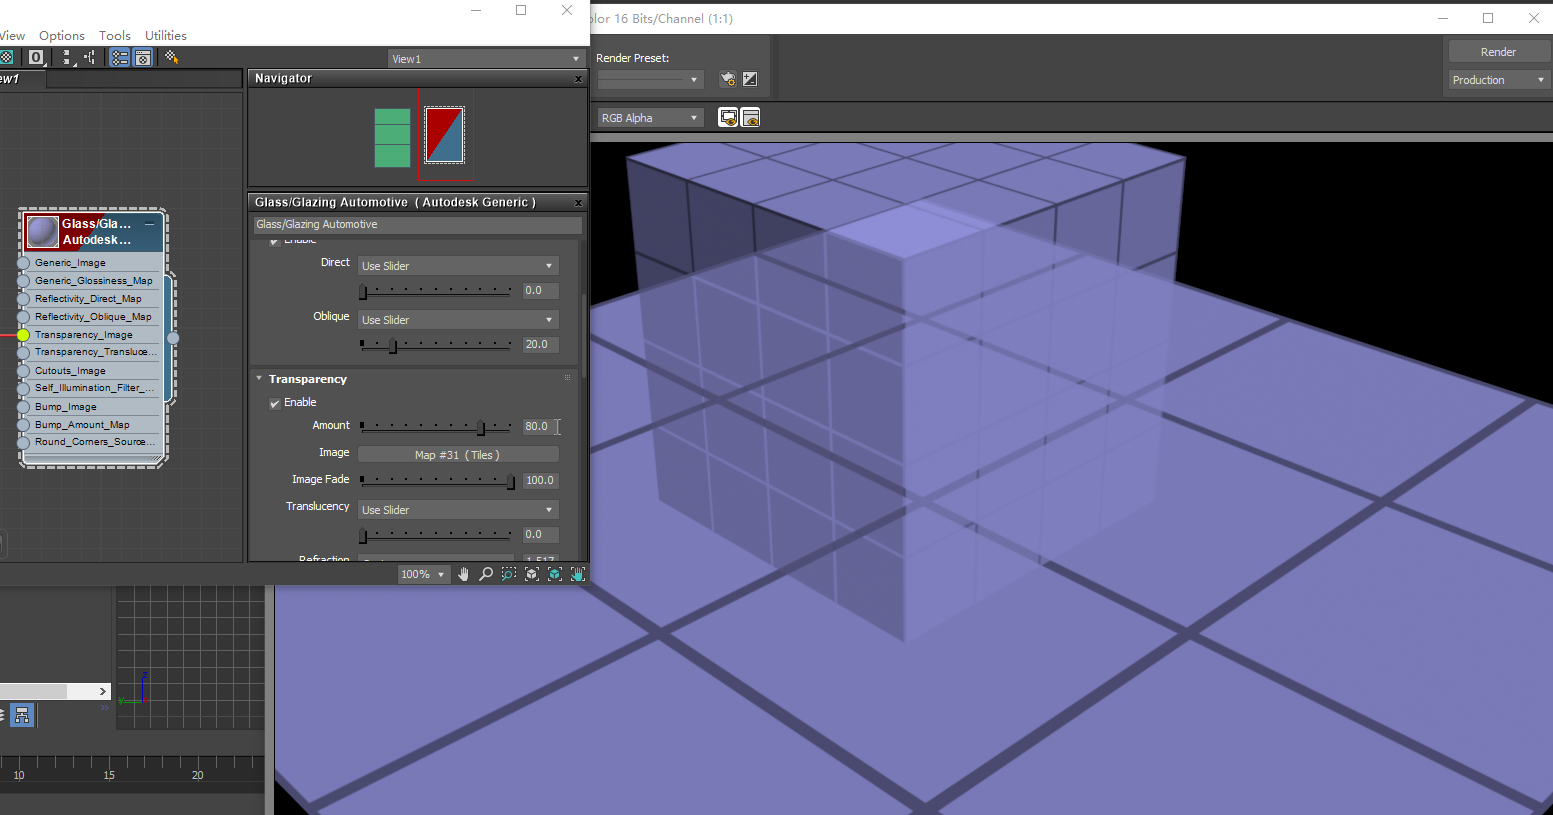 olor 16 Bits/Channel (1:1)
View Options Tools Utilities
View1
Render Preset:
Render
Production
ew1
Navigator
RGB Alpha
Glass/Glazing Automotive ( Autodesk Generic )
Glass/Glazing Automotive
Enable
Direct Use Slider
0.0
Oblique Use Slider
20.0
Transparency
Enable
Amount 80.0
Image Map #31 ( Tiles )
Image Fade 100.0
Translucency Use Slider
0.0
Refraction 1.517
100%
Glass/Gla...
Autodesk...
Generic_Image
Generic_Glossiness_Map
Reflectivity_Direct_Map
Reflectivity_Oblique_Map
Transparency_Image
Transparency_Transluce...
Cutouts_Image
Self_Illumination_Filter_...
Bump_Image
Bump_Amount_Map
Round_Corners_Source...
z
y
10 15 20